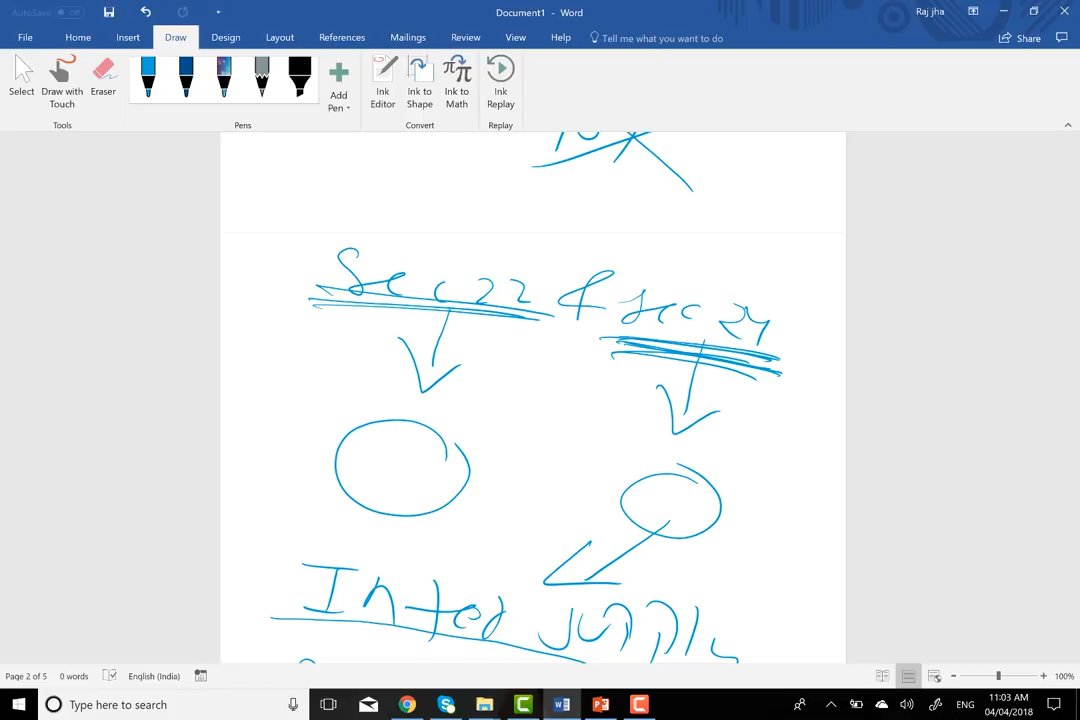 AutoSave Off
Document1 - Word
Raj jha
File Home Insert Draw Design Layout References Mailings Review View Help Tell me what you want to do Share
Select Draw with Touch Eraser Add Pen Ink Editor Ink to Shape Ink to Math Ink Replay
Tools Pens Convert Replay
Sec 22 & Sec 24
Inter supply
Page 2 of 5 0 words English (India) 100%
Type here to search
ENG
11:03 AM
04/04/2018